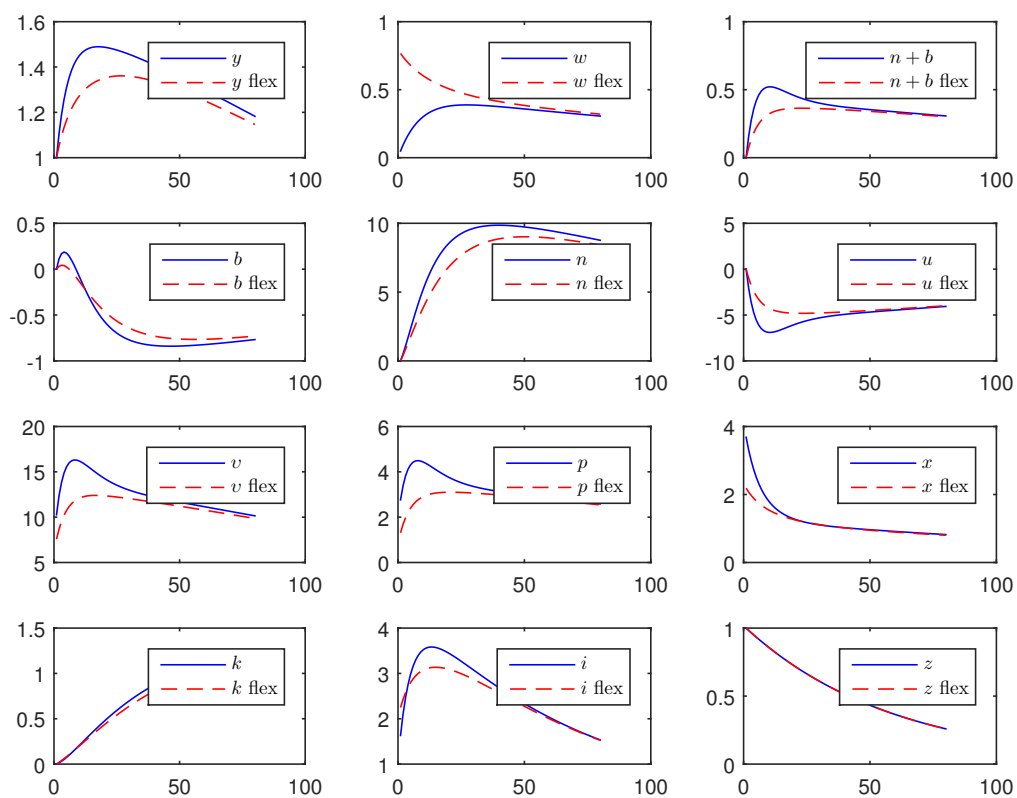 1.6
1.4
1.2
1
0 50 100
y
y flex
1
0.5
0
0 50 100
w
w flex
1
0.5
0
0 50 100
n + b
n + b flex
0.5
0
-0.5
-1
0 50 100
b
b flex
10
5
0
0 50 100
n
n flex
5
0
-5
-10
0 50 100
u
u flex
20
15
10
5
0 50 100
v
v flex
6
4
2
0
0 50 100
p
p flex
4
2
0
0 50 100
x
x flex
1.5
1
0.5
0
0 50 100
k
k flex
4
3
2
1
0 50 100
i
i flex
1
0.5
0
0 50 100
z
z flex